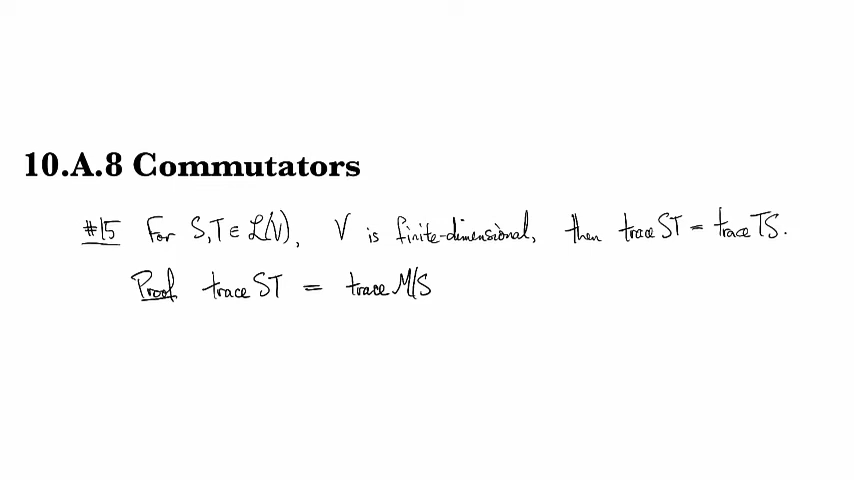 10.A.8 Commutators
#15 For S,T ∈ ℒ(V), V is finite-dimensional, then trace ST = trace TS.
Proof trace ST = trace M(S